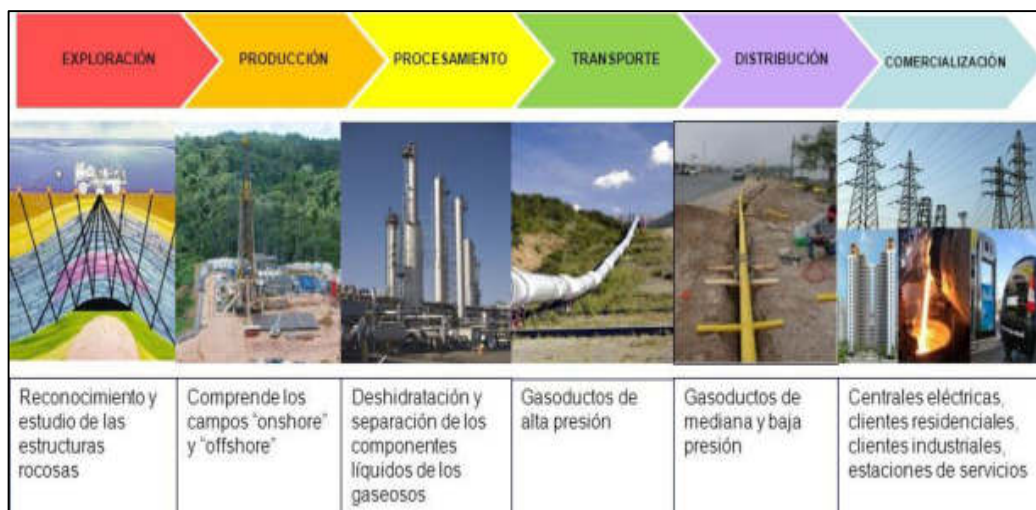 EXPLORACIÓN
PRODUCCIÓN
PROCESAMIENTO
TRANSPORTE
DISTRIBUCIÓN
COMERCIALIZACIÓN
Reconocimiento y
estudio de las
estructuras
rocosas
Comprende los
campos "onshore"
y "offshore"
Deshidratación y
separación de los
componentes
líquidos de los
gaseosos
Gasoductos de
alta presión
Gasoductos de
mediana y baja
presión
Centrales eléctricas,
clientes residenciales,
clientes industriales,
estaciones de servicios